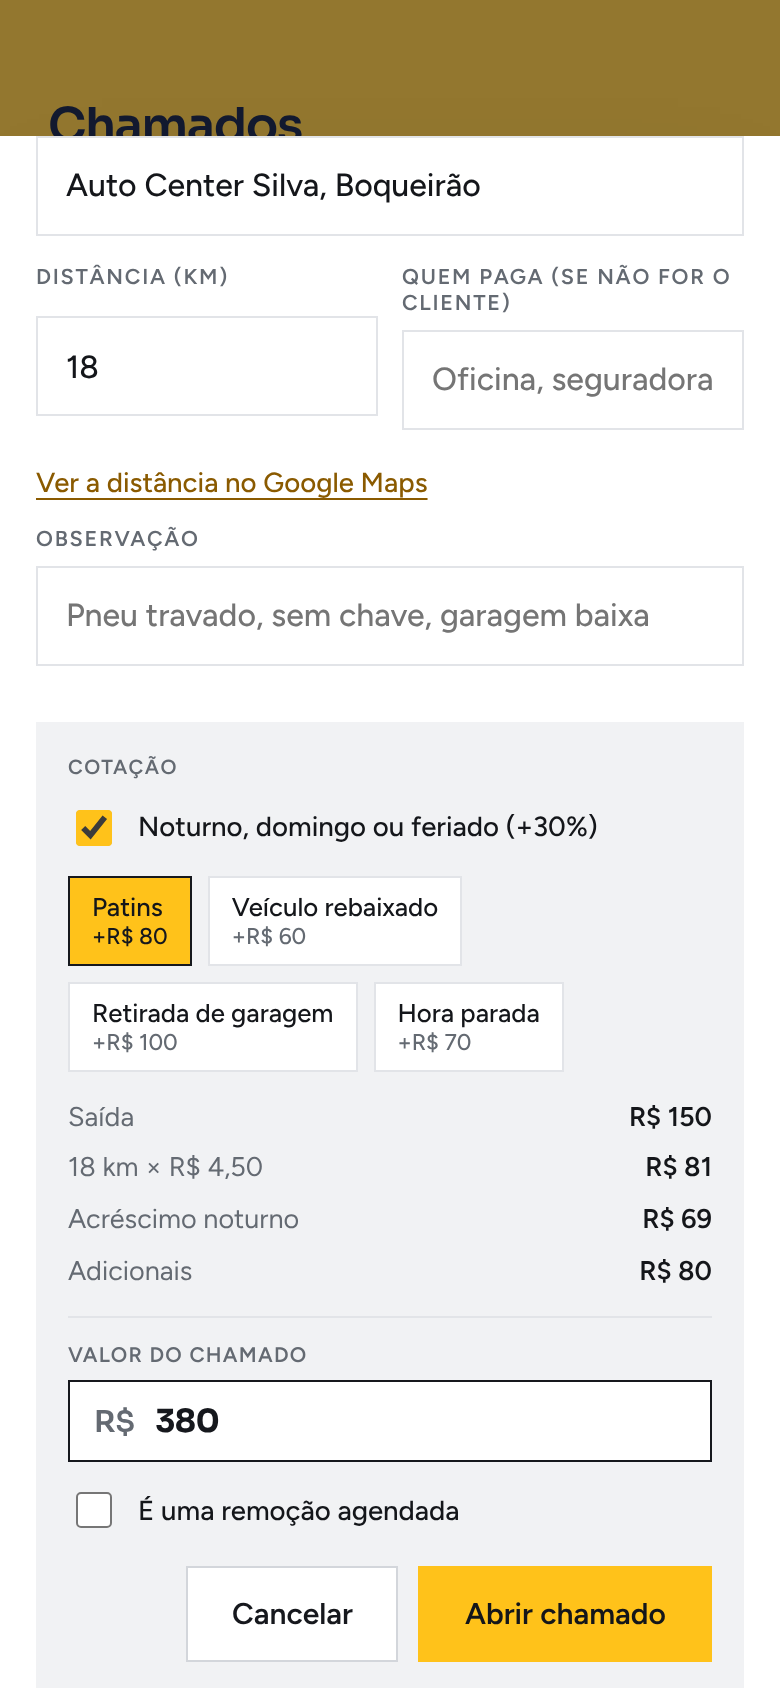 Chamados
Auto Center Silva, Boqueirão
DISTÂNCIA (KM)
18
QUEM PAGA (SE NÃO FOR O
CLIENTE)
Oficina, seguradora
Ver a distância no Google Maps
OBSERVAÇÃO
Pneu travado, sem chave, garagem baixa
COTAÇÃO
Noturno, domingo ou feriado (+30%)
Patins
+R$ 80
Veículo rebaixado
+R$ 60
Retirada de garagem
+R$ 100
Hora parada
+R$ 70
Saída R$ 150
18 km × R$ 4,50 R$ 81
Acréscimo noturno R$ 69
Adicionais R$ 80
VALOR DO CHAMADO
R$ 380
É uma remoção agendada
Cancelar
Abrir chamado